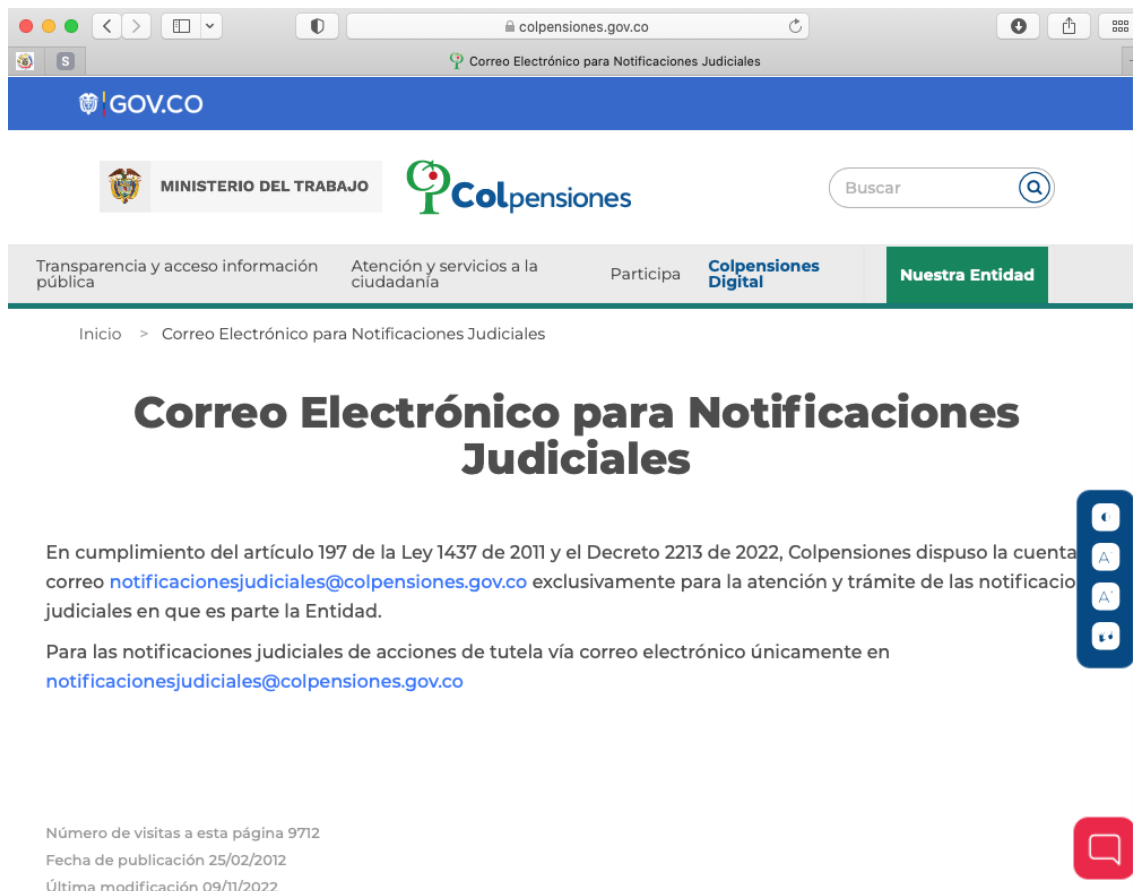 colpensiones.gov.co
S
Correo Electrónico para Notificaciones Judiciales
GOV.CO
MINISTERIO DEL TRABAJO
Colpensiones
Buscar
Transparencia y acceso información
pública
Atención y servicios a la
ciudadanía
Participa
Colpensiones
Digital
Nuestra Entidad
Inicio > Correo Electrónico para Notificaciones Judiciales
Correo Electrónico para Notificaciones
Judiciales
En cumplimiento del artículo 197 de la Ley 1437 de 2011 y el Decreto 2213 de 2022, Colpensiones dispuso la cuenta
correo notificacionesjudiciales@colpensiones.gov.co exclusivamente para la atención y trámite de las notificacio
judiciales en que es parte la Entidad.
Para las notificaciones judiciales de acciones de tutela vía correo electrónico únicamente en
notificacionesjudiciales@colpensiones.gov.co
A-
A+
Número de visitas a esta página 9712
Fecha de publicación 25/02/2012
Última modificación 09/11/2022